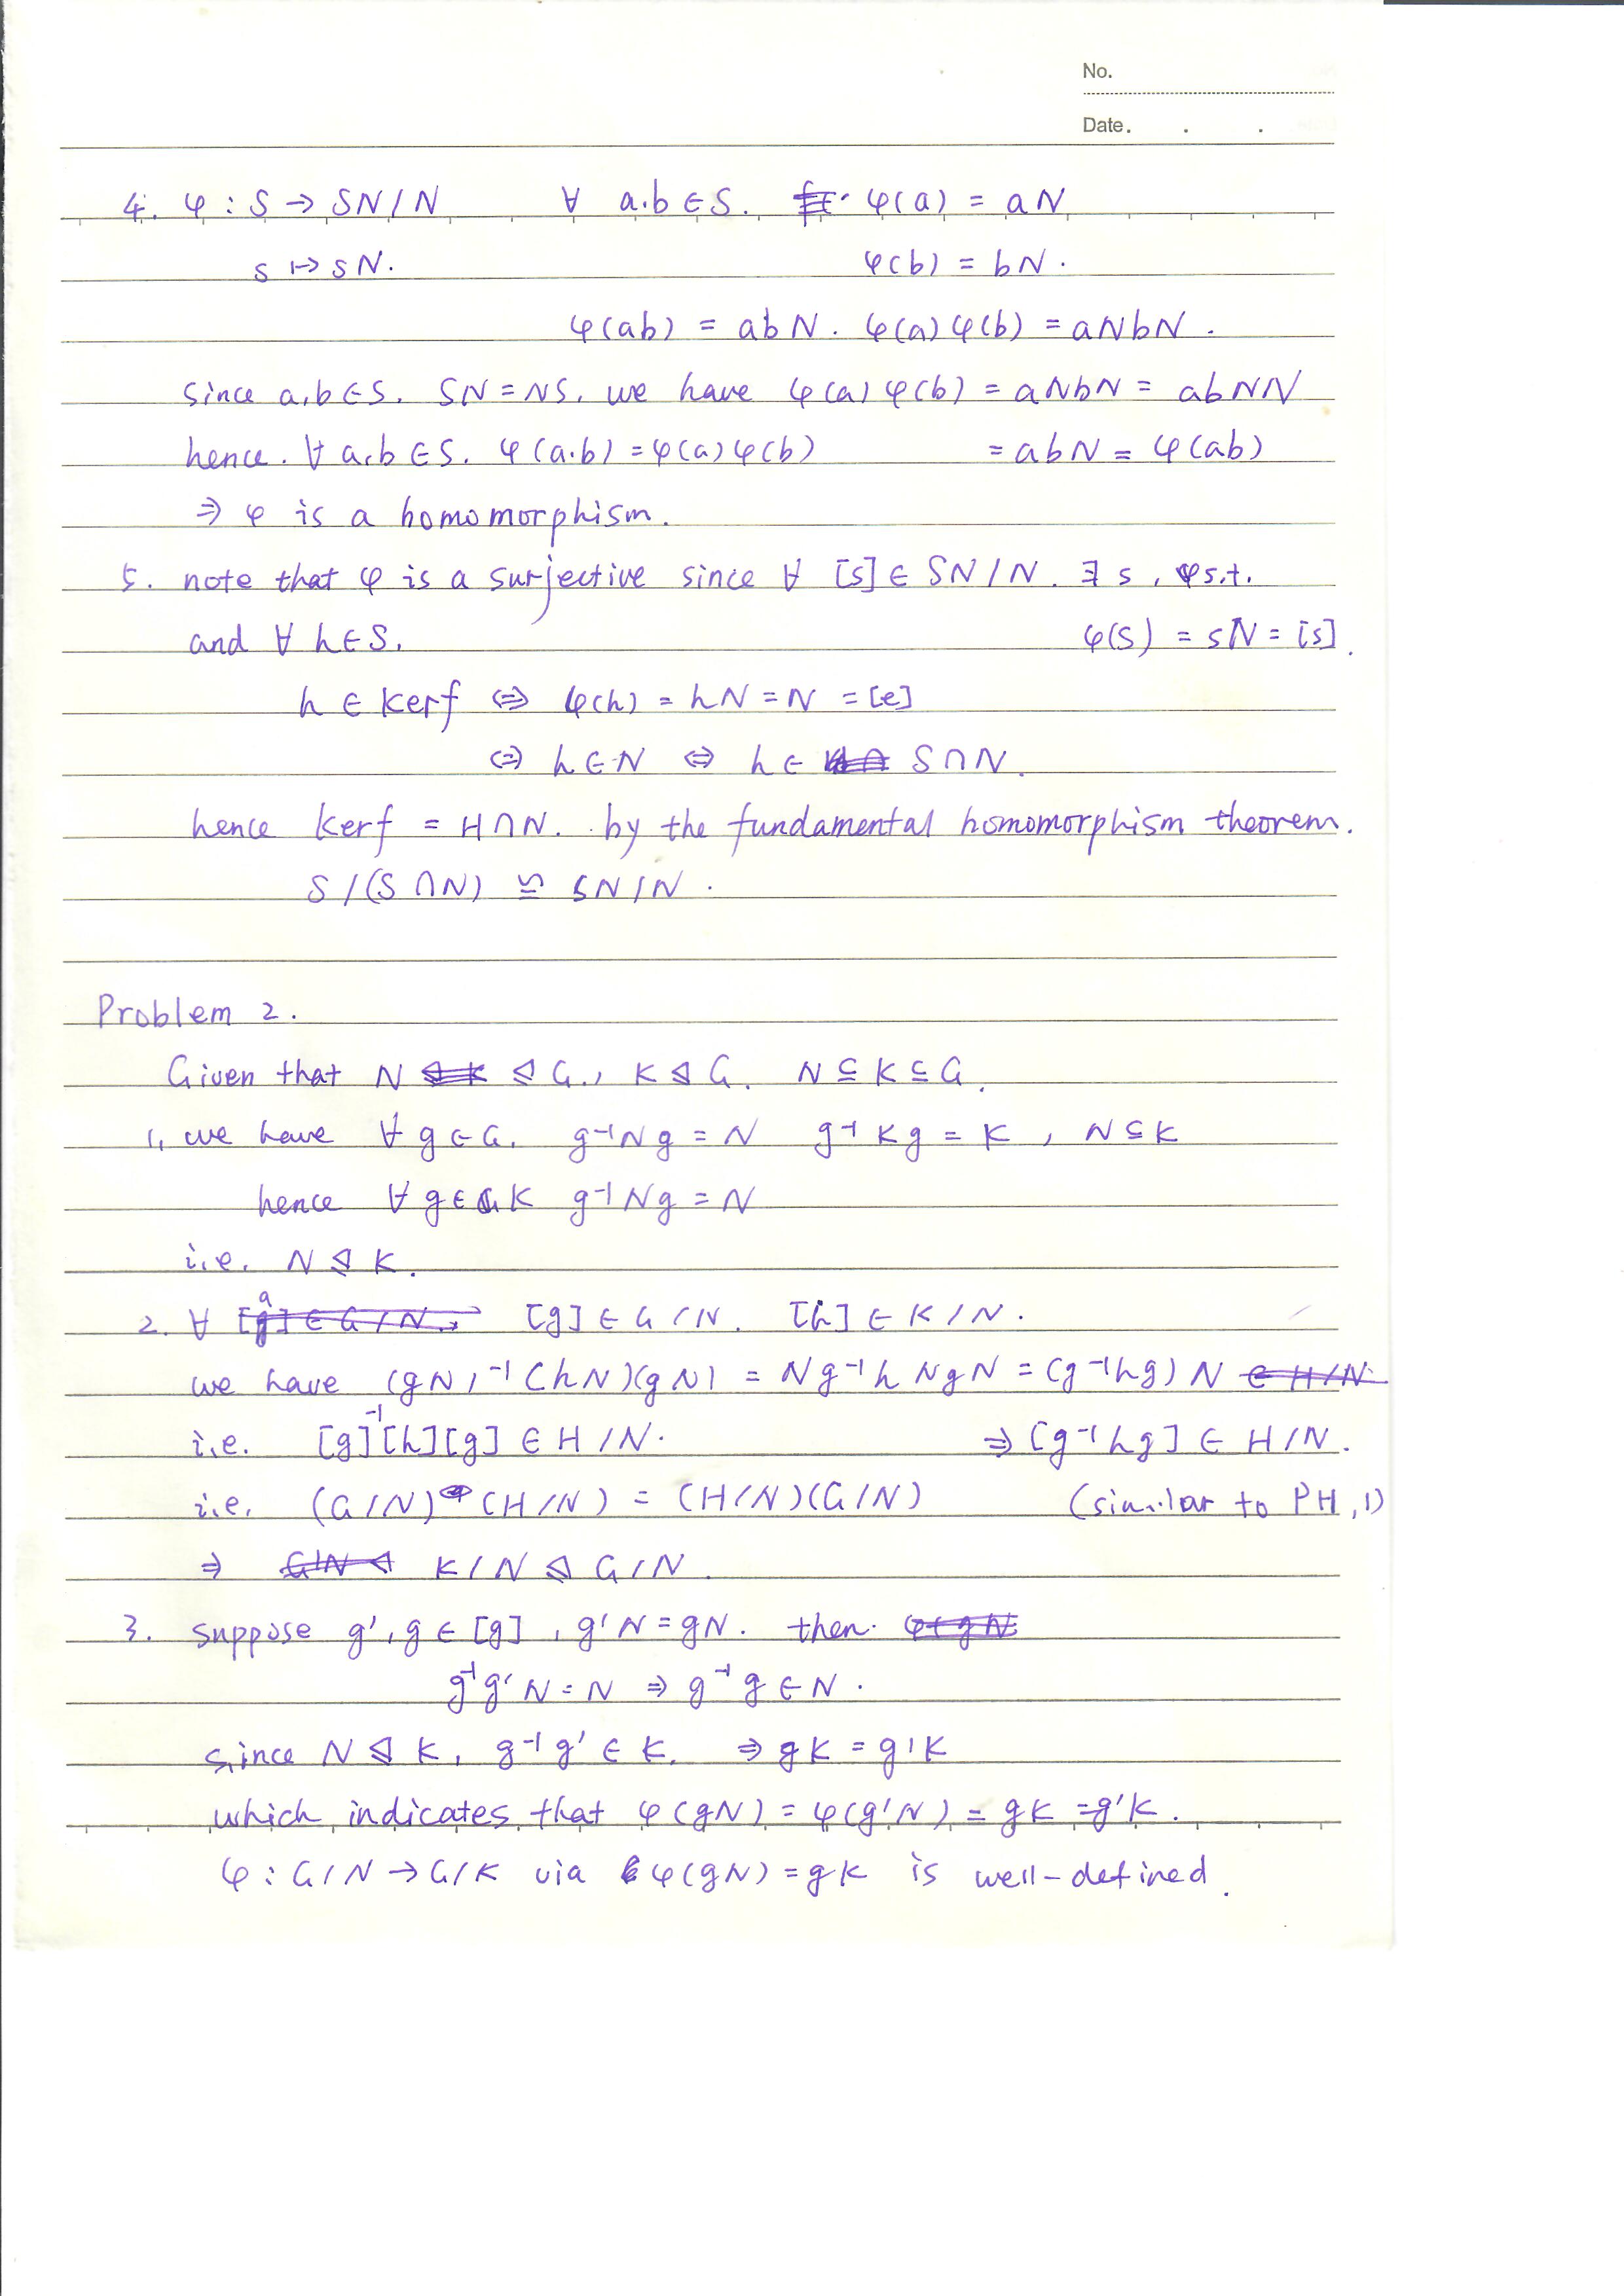 No.
Date. . .
4. φ : S → SN/N ∀ a.b ∈ S. φ(a) = aN
s ↦ sN. φ(b) = bN.
φ(ab) = abN. φ(a)φ(b) = aNbN.
since a,b ∈ S. SN = NS. we have φ(a)φ(b) = aNbN = abNN
hence. ∀ a.b ∈ S. φ(a.b) = φ(a)φ(b) = abN = φ(ab)
⇒ φ is a homomorphism.
5. note that φ is a surjective since ∀ [s] ∈ SN/N. ∃ s, s.t.
and ∀ h ∈ S. φ(s) = sN = [s].
h ∈ kerf ⇔ φ(h) = hN = N = [e]
⇔ h ∈ N ⇔ h ∈ S∩N.
hence kerf = H∩N. by the fundamental homomorphism theorem.
S/(S∩N) ≌ SN/N.
Problem 2.
Given that N ⊴ G., K ⊴ G. N ⊆ K ⊆ G.
1, we have ∀ g ∈ G. g⁻¹Ng = N g⁻¹Kg = K, N ⊆ K
hence ∀ g ∈ K g⁻¹Ng = N
i.e. N ⊴ K.
2. ∀ [g] ∈ G/N. [h] ∈ K/N.
we have (gN)⁻¹(hN)(gN) = Ng⁻¹hNgN = (g⁻¹hg)N
i.e. [g]⁻¹[h][g] ∈ H/N. ⇒ [g⁻¹hg] ∈ H/N.
i.e. (G/N)(H/N) = (H/N)(G/N) (similar to PH,1)
⇒ K/N ⊴ G/N.
3. suppose g', g ∈ [g], g'N = gN. then.
g⁻¹g'N = N ⇒ g⁻¹g ∈ N.
since N ⊴ K, g⁻¹g' ∈ K. ⇒ gK = g'K
which indicates that φ(gN) = φ(g'N) = gK = g'K.
φ : G/N → G/K via φ(gN) = gK is well-defined.